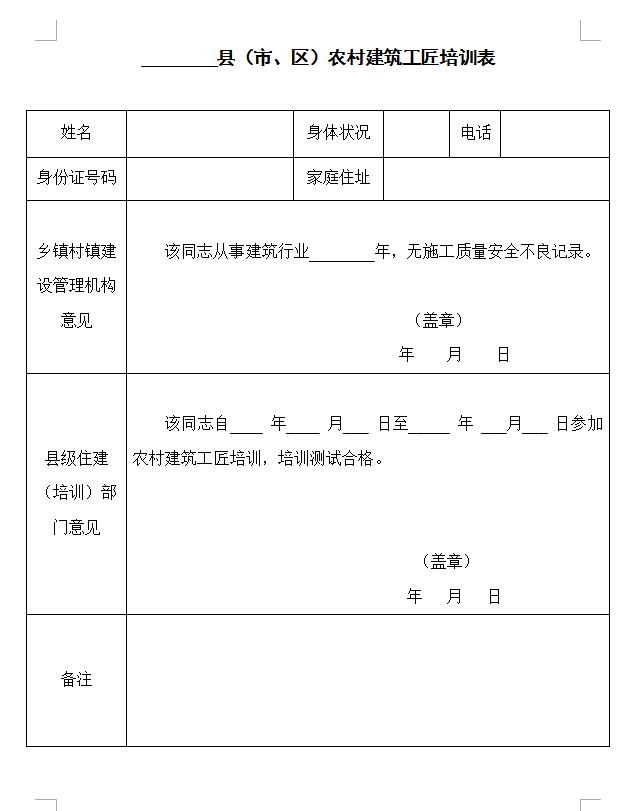 ________县（市、区）农村建筑工匠培训表
姓名 身体状况 电话
身份证号码 家庭住址
乡镇村镇建
设管理机构
意见
该同志从事建筑行业________年，无施工质量安全不良记录。
（盖章）
年 月 日
县级住建
（培训）部
门意见
该同志自____ 年____ 月___ 日至_____ 年 ___月___ 日参加
农村建筑工匠培训，培训测试合格。
（盖章）
年 月 日
备注